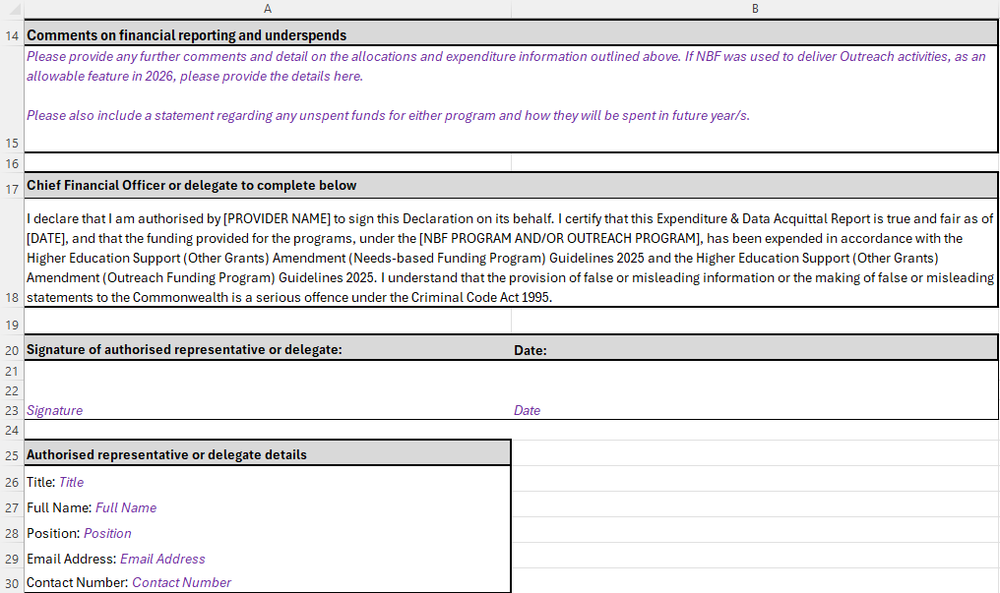 A B
14 Comments on financial reporting and underspends
Please provide any further comments and detail on the allocations and expenditure information outlined above. If NBF was used to deliver Outreach activities, as an
allowable feature in 2026, please provide the details here.
Please also include a statement regarding any unspent funds for either program and how they will be spent in future year/s.
15
16
17 Chief Financial Officer or delegate to complete below
I declare that I am authorised by [PROVIDER NAME] to sign this Declaration on its behalf. I certify that this Expenditure & Data Acquittal Report is true and fair as of
[DATE], and that the funding provided for the programs, under the [NBF PROGRAM AND/OR OUTREACH PROGRAM], has been expended in accordance with the
Higher Education Support (Other Grants) Amendment (Needs-based Funding Program) Guidelines 2025 and the Higher Education Support (Other Grants)
Amendment (Outreach Funding Program) Guidelines 2025. I understand that the provision of false or misleading information or the making of false or misleading
18 statements to the Commonwealth is a serious offence under the Criminal Code Act 1995.
19
20 Signature of authorised representative or delegate: Date:
21
22
23 Signature Date
24
25 Authorised representative or delegate details
26 Title: Title
27 Full Name: Full Name
28 Position: Position
29 Email Address: Email Address
30 Contact Number: Contact Number